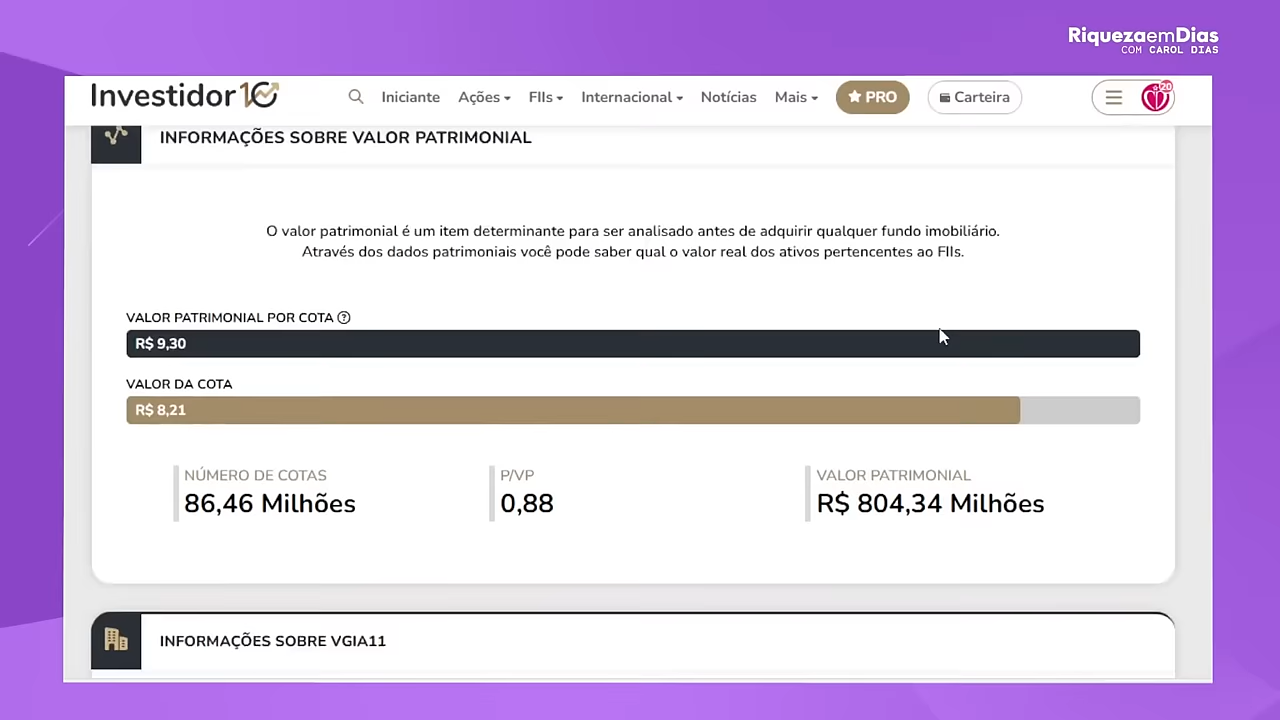 RiquezaemDias
COM CAROL DIAS
Investidor10
Iniciante
Ações
FIIs
Internacional
Notícias
Mais
PRO
Carteira
+20
INFORMAÇÕES SOBRE VALOR PATRIMONIAL
O valor patrimonial é um item determinante para ser analisado antes de adquirir qualquer fundo imobiliário.
Através dos dados patrimoniais você pode saber qual o valor real dos ativos pertencentes ao FIIs.
VALOR PATRIMONIAL POR COTA ?
R$ 9,30
VALOR DA COTA
R$ 8,21
NÚMERO DE COTAS
86,46 Milhões
P/VP
0,88
VALOR PATRIMONIAL
R$ 804,34 Milhões
INFORMAÇÕES SOBRE VGIA11